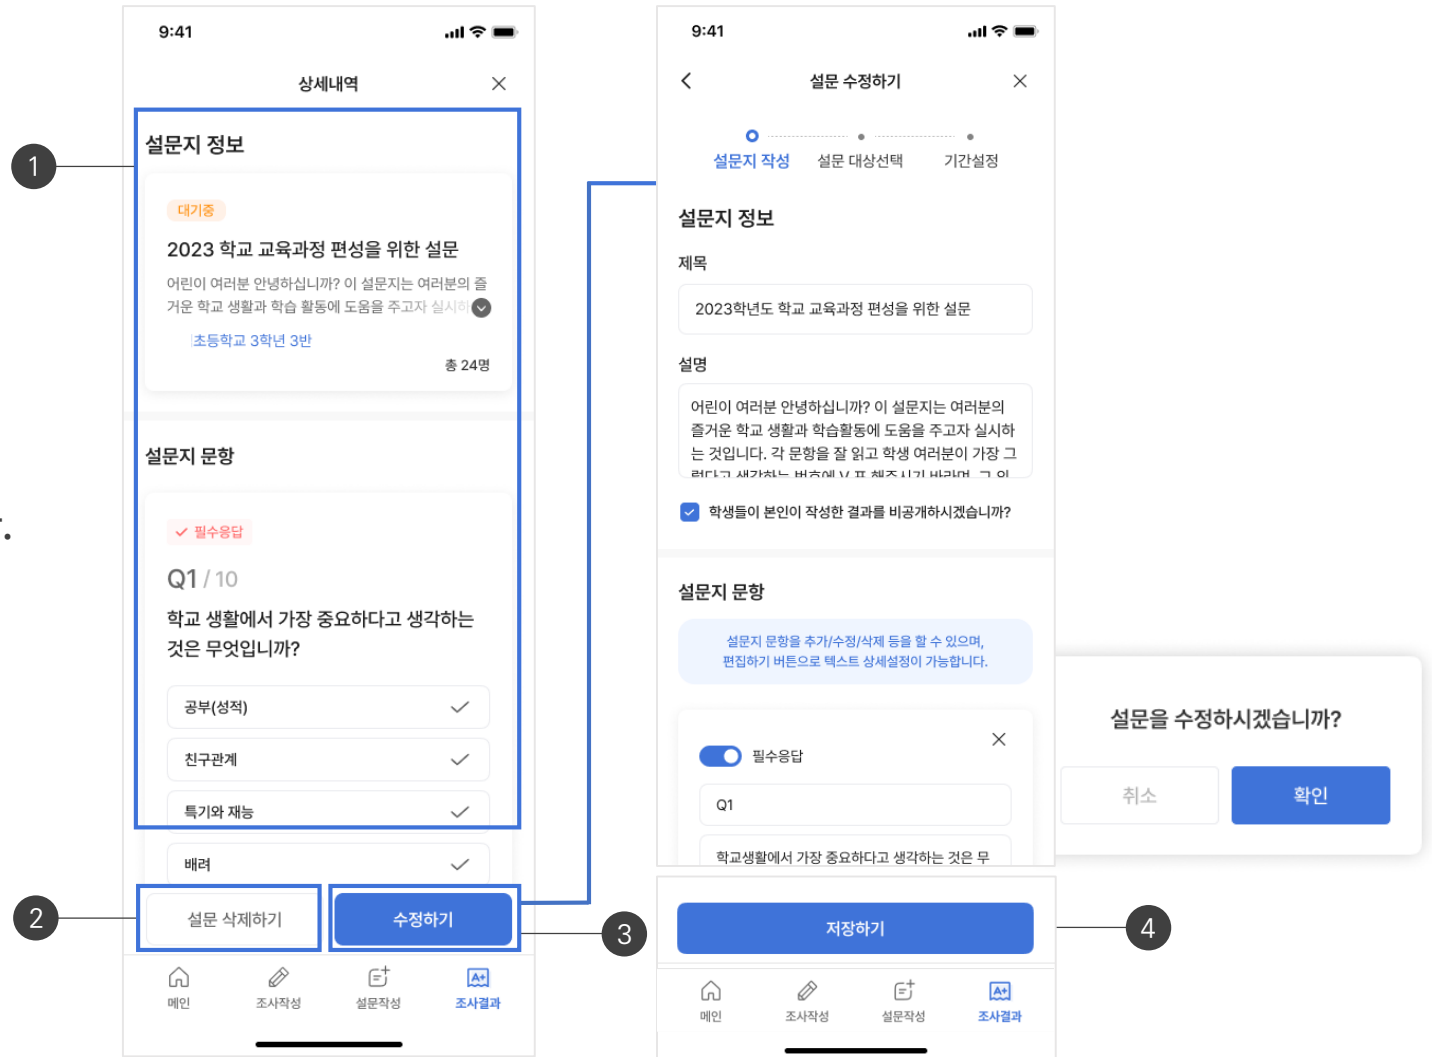 9:41
상세내역
1
설문지 정보
대기중
2023 학교 교육과정 편성을 위한 설문
어린이 여러분 안녕하십니까? 이 설문지는 여러분의 즐
거운 학교 생활과 학습 활동에 도움을 주고자 실시하
초등학교 3학년 3반
총 24명
설문지 문항
필수응답
Q1 / 10
학교 생활에서 가장 중요하다고 생각하는
것은 무엇입니까?
공부(성적)
친구관계
특기와 재능
배려
2
설문 삭제하기
수정하기
3
메인
조사작성
설문작성
A+
조사결과
9:41
설문 수정하기
설문지 작성
설문 대상선택
기간설정
설문지 정보
제목
2023학년도 학교 교육과정 편성을 위한 설문
설명
어린이 여러분 안녕하십니까? 이 설문지는 여러분의
즐거운 학교 생활과 학습활동에 도움을 주고자 실시하
는 것입니다. 각 문항을 잘 읽고 학생 여러분이 가장 그
렇다고 생각하는 번호에 V 표 해주시기 바라며, 그 외
학생들이 본인이 작성한 결과를 비공개하시겠습니까?
설문지 문항
설문지 문항을 추가/수정/삭제 등을 할 수 있으며,
편집하기 버튼으로 텍스트 상세설정이 가능합니다.
필수응답
Q1
학교생활에서 가장 중요하다고 생각하는 것은 무
설문을 수정하시겠습니까?
취소
확인
저장하기
4
메인
조사작성
설문작성
A+
조사결과